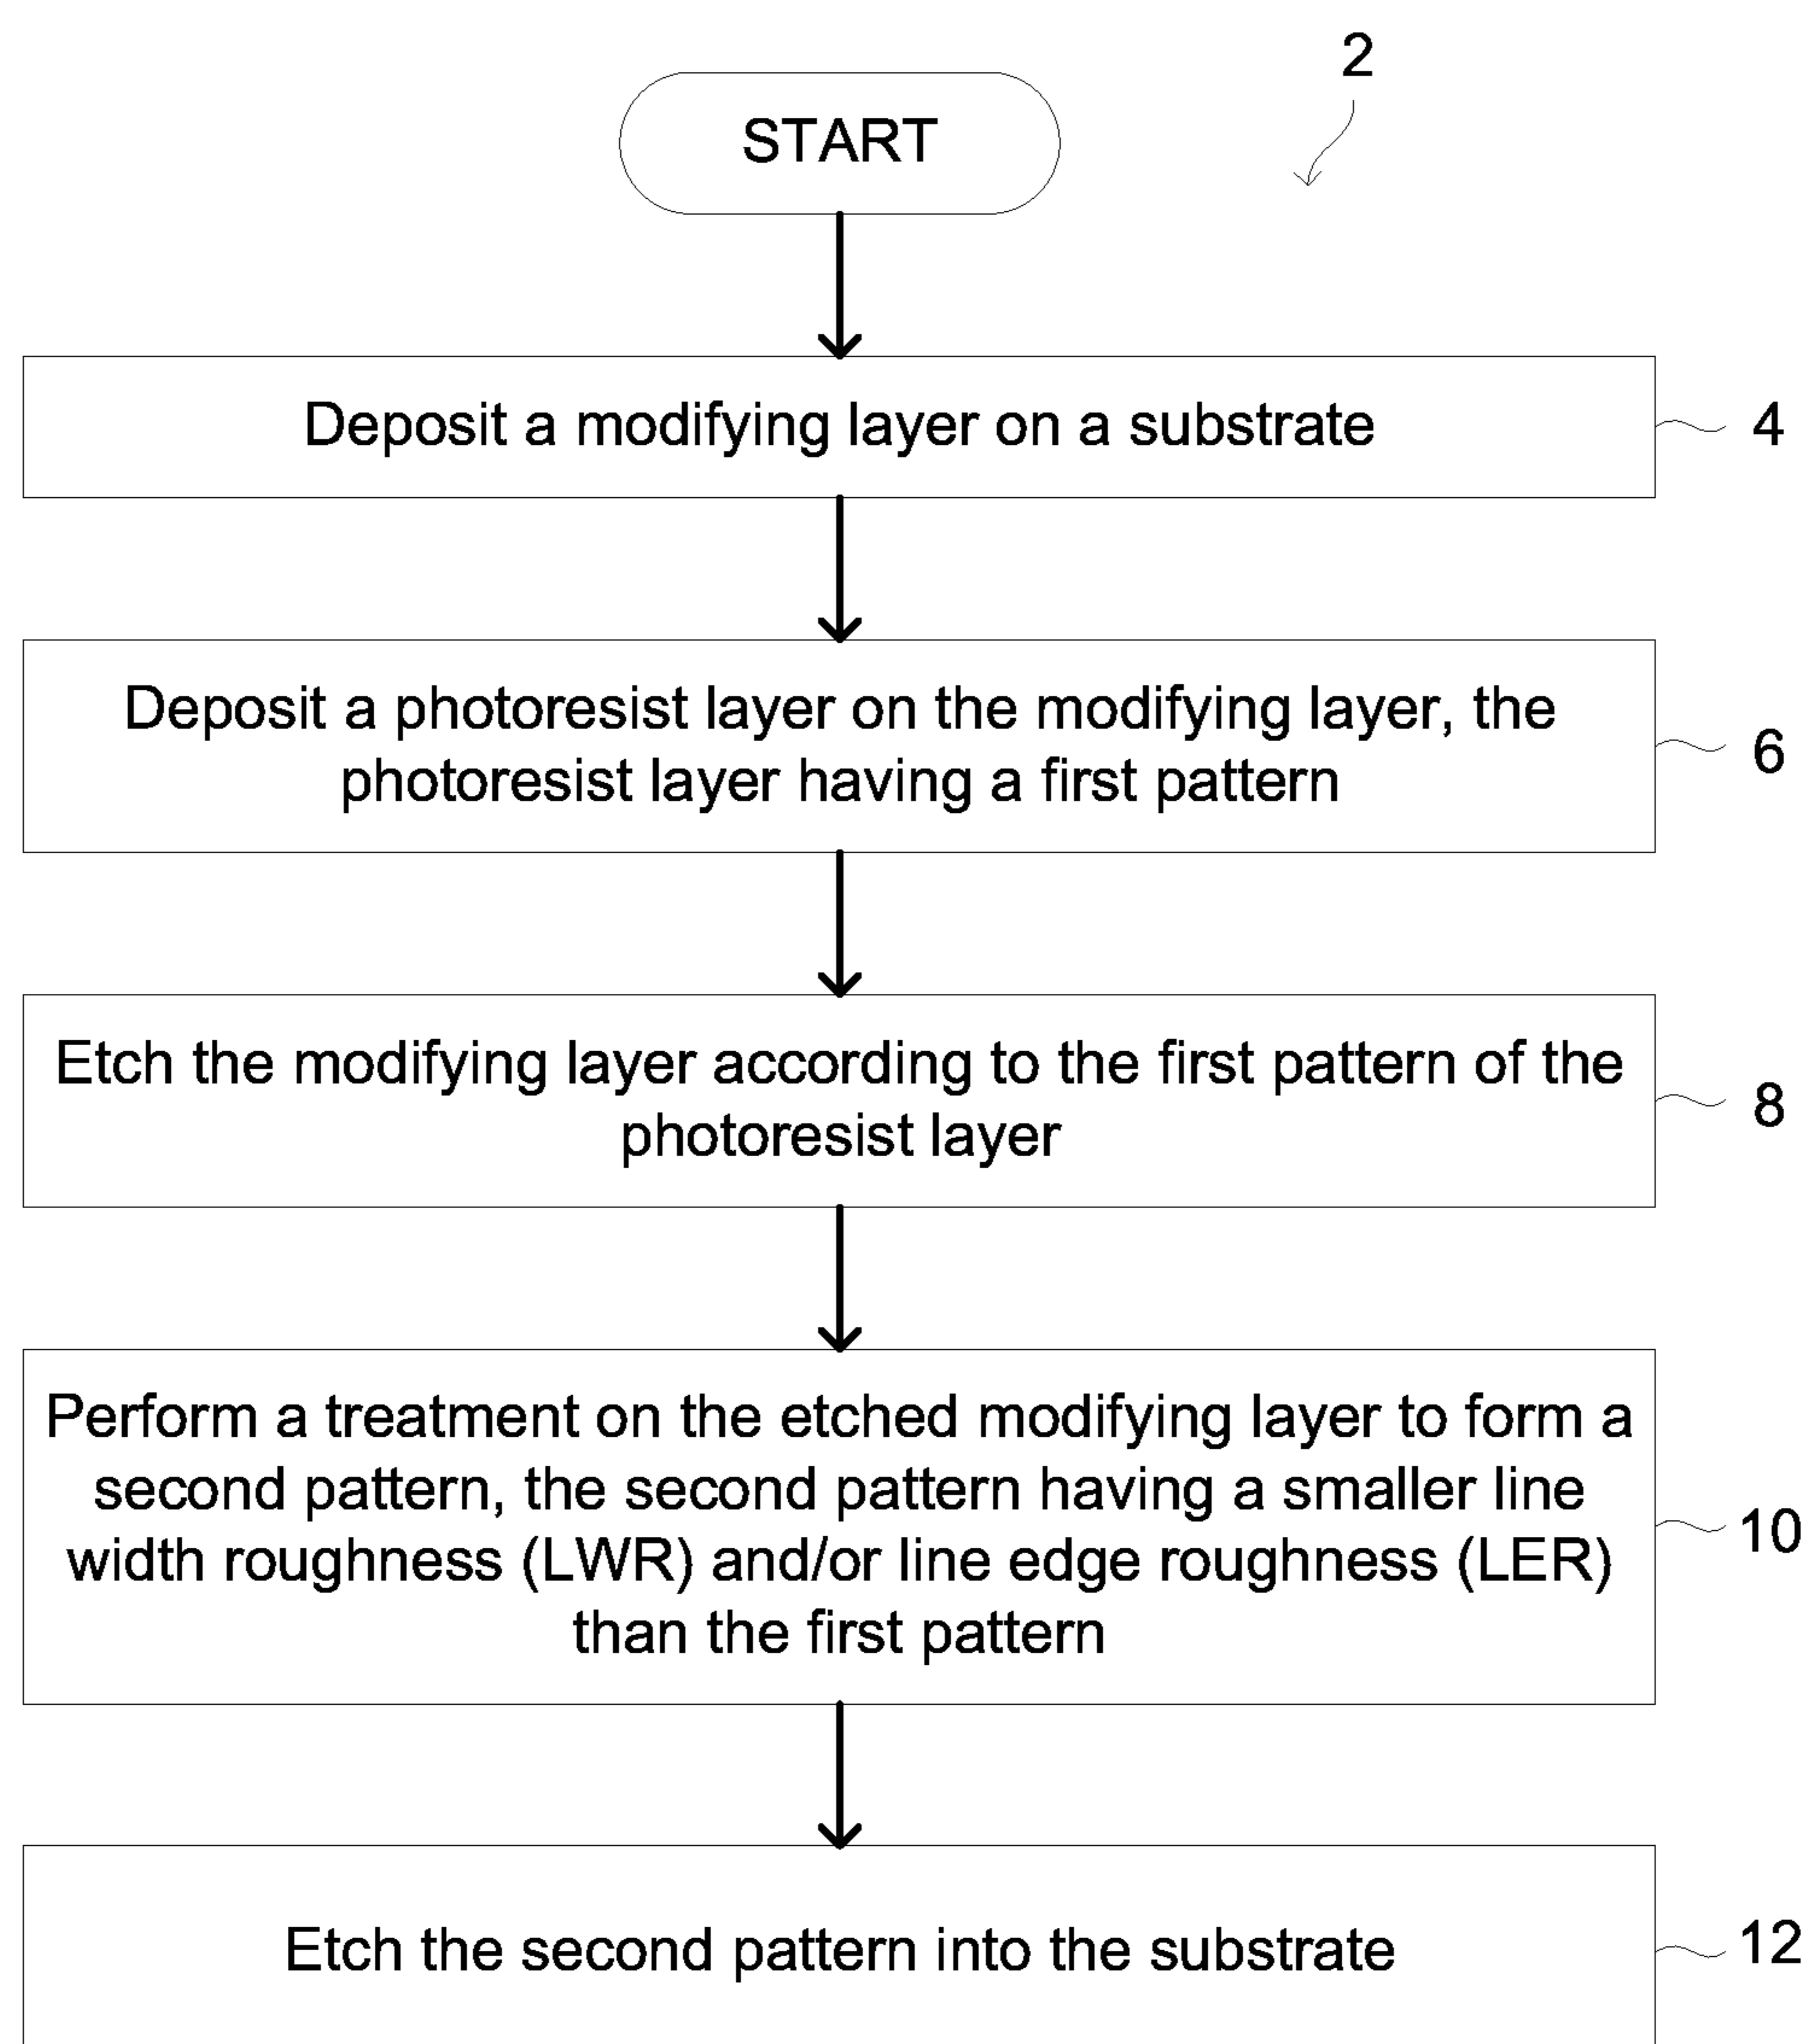 2
START
Deposit a modifying layer on a substrate
4
Deposit a photoresist layer on the modifying layer, the
photoresist layer having a first pattern
6
Etch the modifying layer according to the first pattern of the
photoresist layer
8
Perform a treatment on the etched modifying layer to form a
second pattern, the second pattern having a smaller line
width roughness (LWR) and/or line edge roughness (LER)
than the first pattern
10
Etch the second pattern into the substrate
12